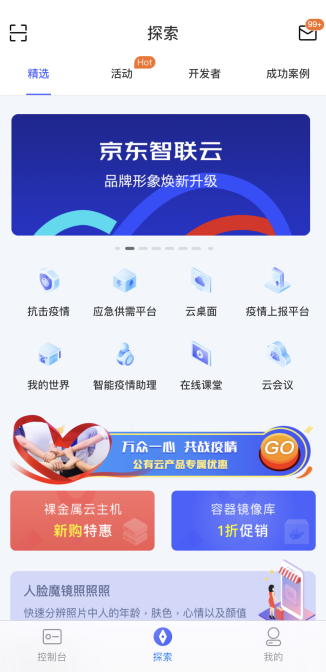 探索
99+
精选
活动
Hot
开发者
成功案例
京东智联云
品牌形象焕新升级
抗击疫情
应急供需平台
云桌面
疫情上报平台
我的世界
智能疫情助理
在线课堂
云会议
万众一心 共战疫情
公有云产品专属优惠
GO
裸金属云主机
新购特惠
容器镜像库
1折促销
人脸魔镜照照照
快速分辨照片中人的年龄，肤色，心情以及颜值
控制台
探索
我的